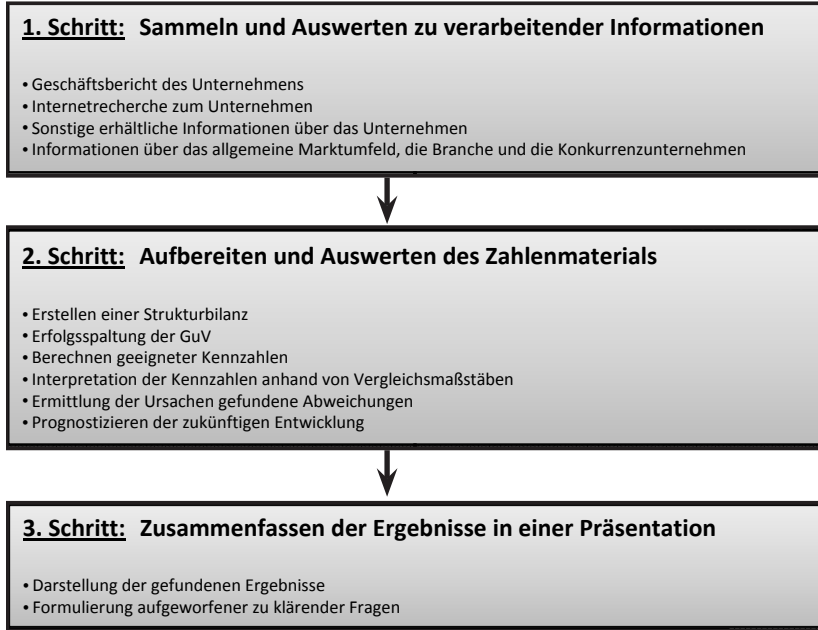 1. Schritt: Sammeln und Auswerten zu verarbeitender Informationen
• Geschäftsbericht des Unternehmens
• Internetrecherche zum Unternehmen
• Sonstige erhältliche Informationen über das Unternehmen
• Informationen über das allgemeine Marktumfeld, die Branche und die Konkurrenzunternehmen
2. Schritt: Aufbereiten und Auswerten des Zahlenmaterials
• Erstellen einer Strukturbilanz
• Erfolgsspaltung der GuV
• Berechnen geeigneter Kennzahlen
• Interpretation der Kennzahlen anhand von Vergleichsmaßstäben
• Ermittlung der Ursachen gefundene Abweichungen
• Prognostizieren der zukünftigen Entwicklung
3. Schritt: Zusammenfassen der Ergebnisse in einer Präsentation
• Darstellung der gefundenen Ergebnisse
• Formulierung aufgeworfener zu klärender Fragen